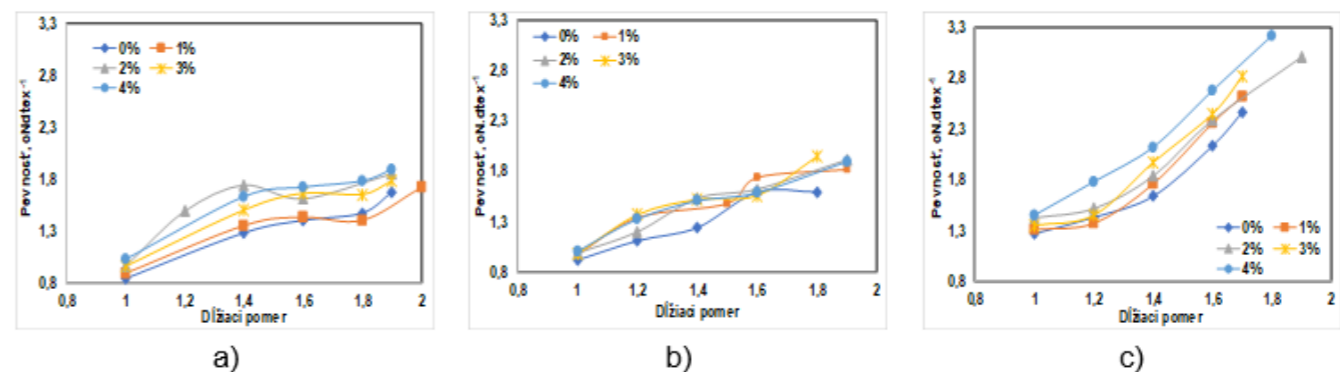 3,3
2,8
2,3
1,8
1,3
0,8
Pevnosť, cNdtex⁻¹
0% 1%
2% 3%
4%
0,8 1 1,2 1,4 1,6 1,8 2
Dĺžiaci pomer
a)
3,3
2,8
2,3
1,8
1,3
0,8
Pevnosť, cN.dtex⁻¹
0% 1%
2% 3%
4%
0,8 1 1,2 1,4 1,6 1,8 2
Dĺžiaci pomer
b)
3,3
2,8
2,3
1,8
1,3
0,8
Pevnosť, cN.dtex⁻¹
0% 1%
2% 3%
4%
0,8 1 1,2 1,4 1,6 1,8 2
Dĺžiaci pomer
c)